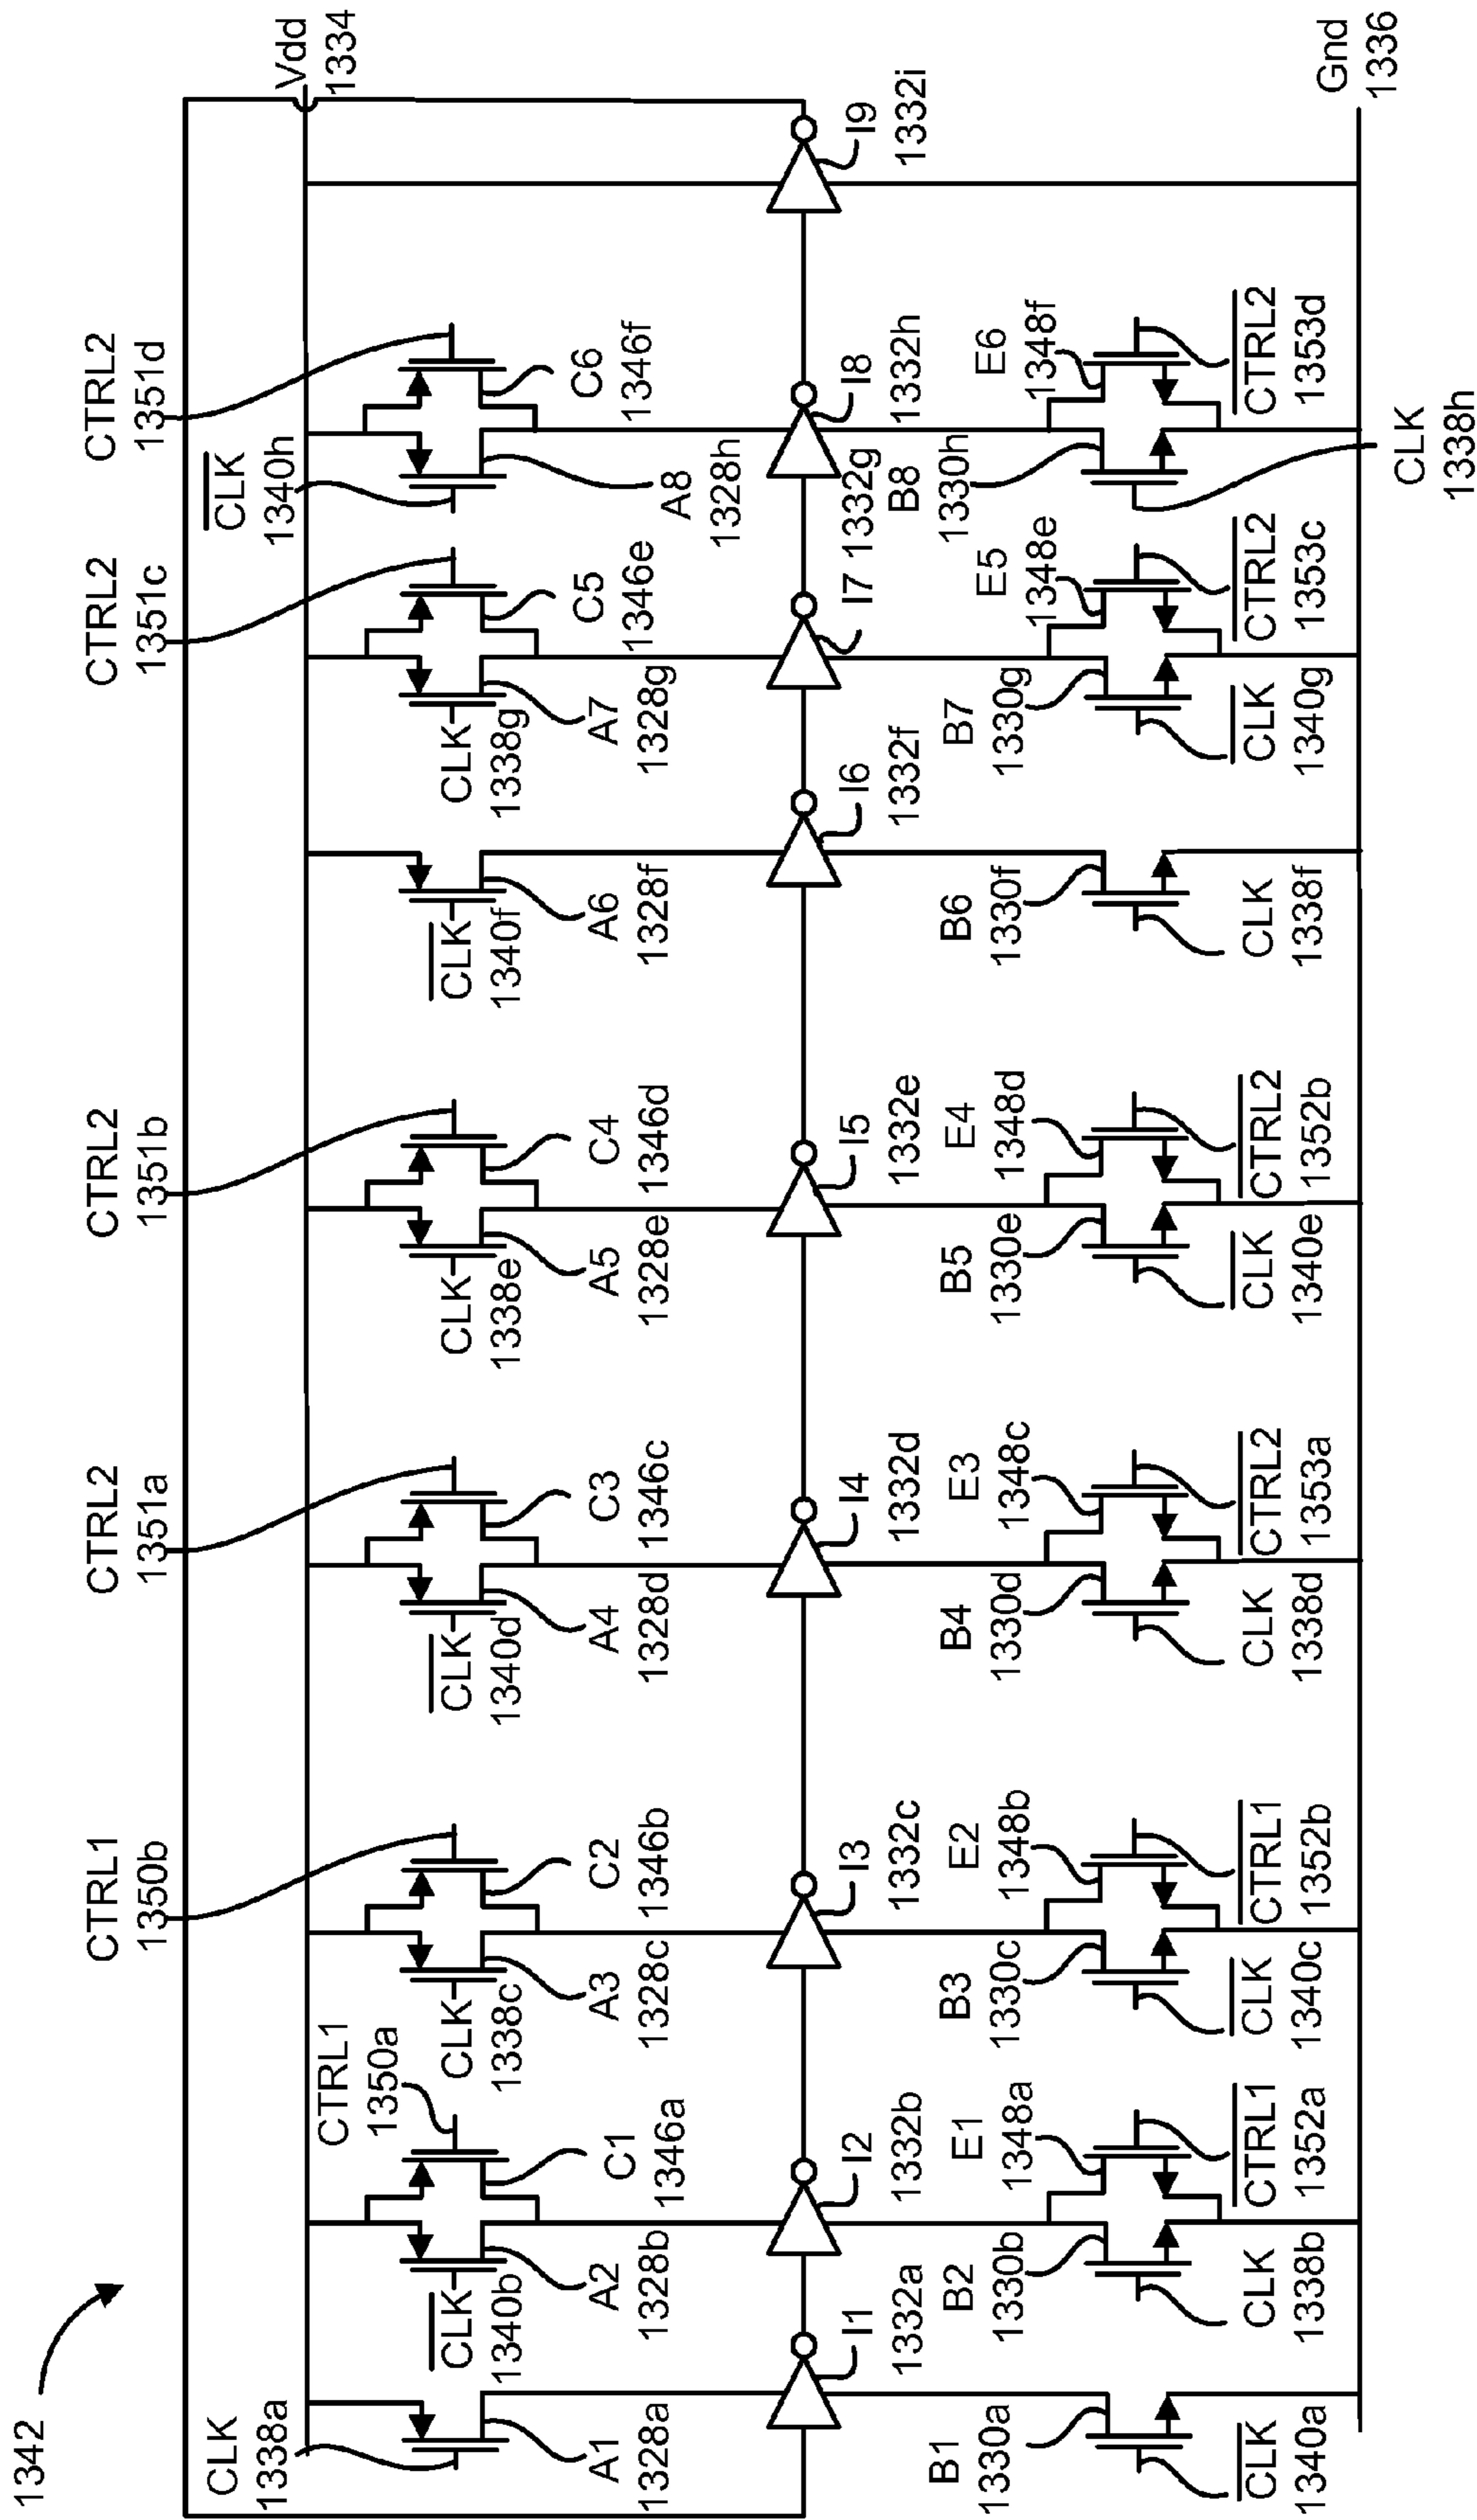 1342
CTRL1
1350b
CTRL2
1351a
CTRL2
1351b
CTRL2
1351c
CTRL2
1351d
CLK
1338a
CTRL1
1350a
CLK
1340h
Vdd
1334
CLK
1340b
CLK
1338c
CLK
1340d
CLK
1338e
CLK
1340f
CLK
1338g
A1
1328a
A2
1328b
C1
1346a
A3
1328c
C2
1346b
A4
1328d
C3
1346c
A5
1328e
C4
1346d
A6
1328f
A7
1328g
C5
1346e
A8
1328h
C6
1346f
I1
1332a
I2
1332b
I3
1332c
I4
1332d
I5
1332e
I6
1332f
I7
1332g
I8
1332h
I9
1332i
B1
1330a
B2
1330b
E1
1348a
B3
1330c
E2
1348b
B4
1330d
E3
1348c
B5
1330e
E4
1348d
B6
1330f
B7
1330g
E5
1348e
B8
1330h
E6
1348f
CLK
1340a
CLK
1338b
CTRL1
1352a
CLK
1340c
CTRL1
1352b
CLK
1338d
CTRL2
1353a
CLK
1340e
CTRL2
1352b
CLK
1338f
CLK
1340g
CTRL2
1353c
CTRL2
1353d
CLK
1338h
Gnd
1336